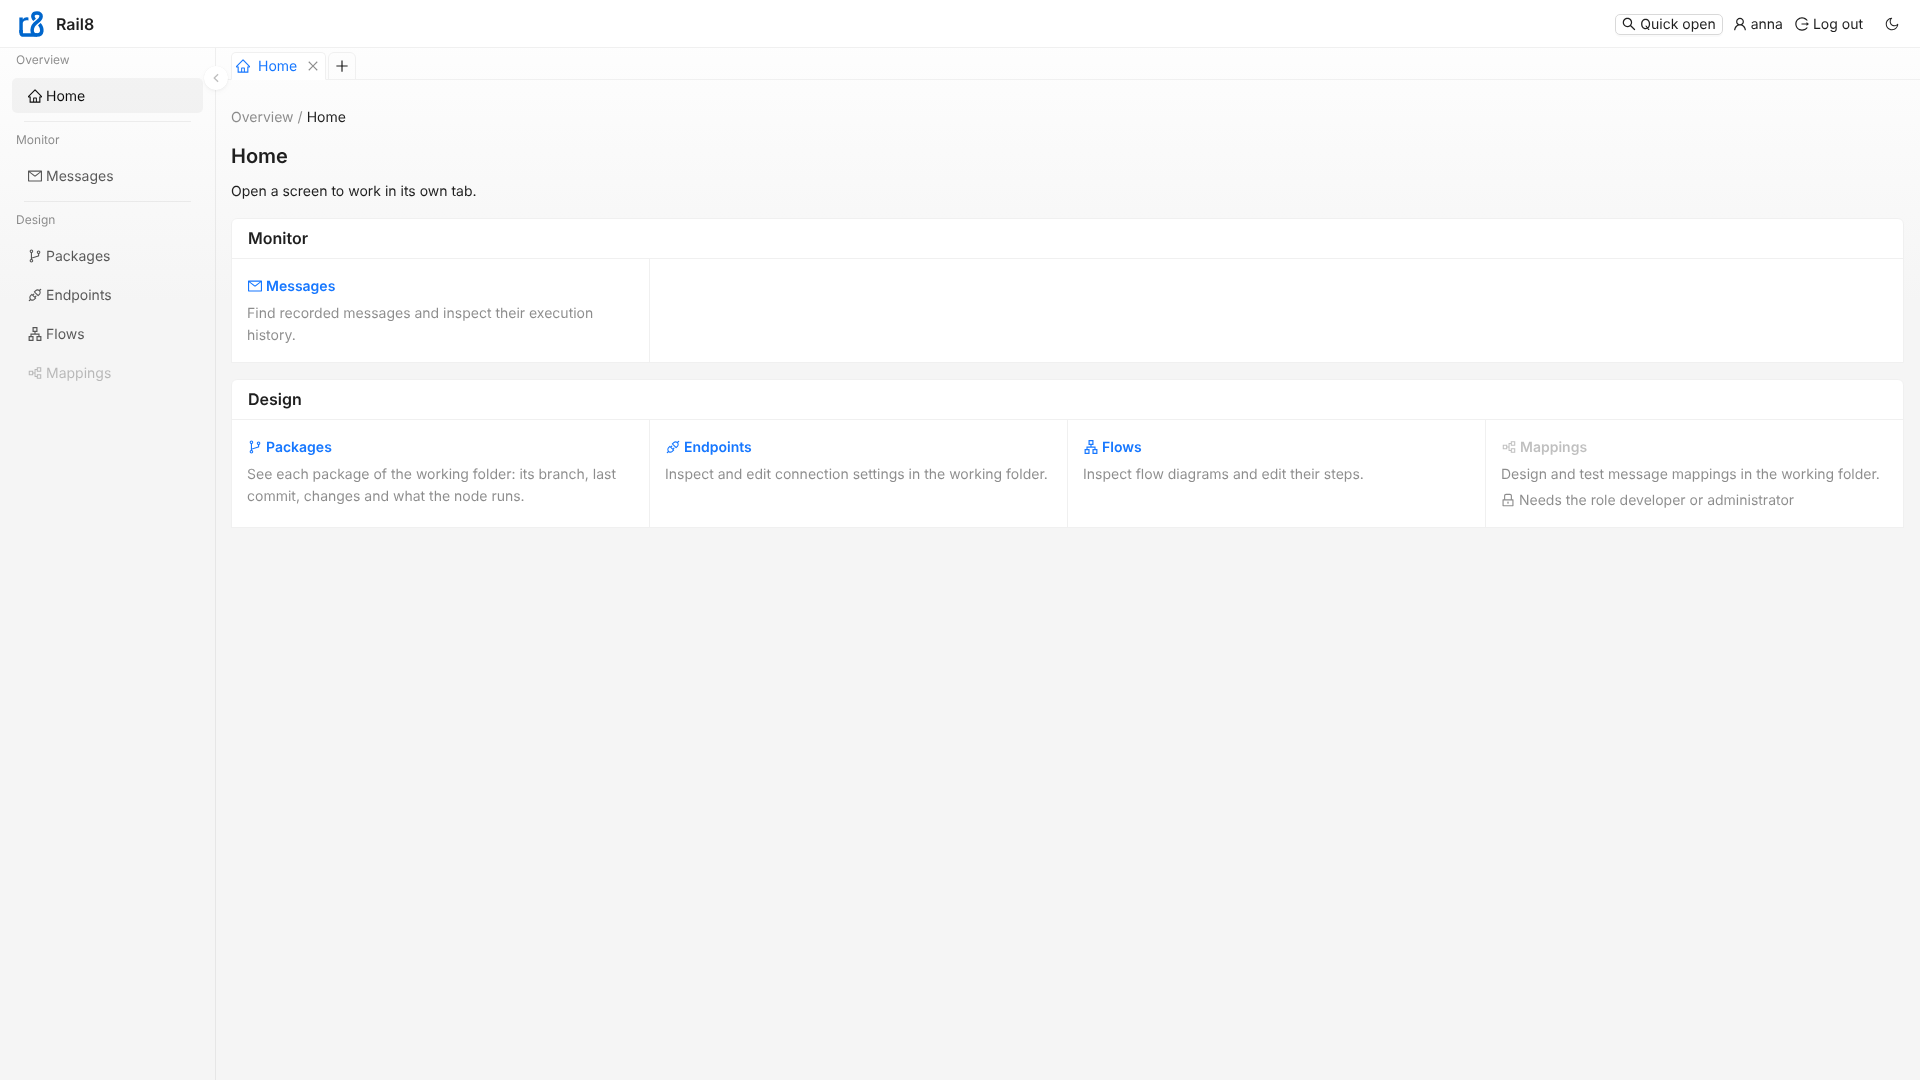 Rail8
Quick open
anna
Log out
Overview
Home
Monitor
Messages
Design
Packages
Endpoints
Flows
Mappings
Home
Overview / Home
Home
Open a screen to work in its own tab.
Monitor
Messages
Find recorded messages and inspect their execution
history.
Design
Packages
See each package of the working folder: its branch, last
commit, changes and what the node runs.
Endpoints
Inspect and edit connection settings in the working folder.
Flows
Inspect flow diagrams and edit their steps.
Mappings
Design and test message mappings in the working folder.
Needs the role developer or administrator